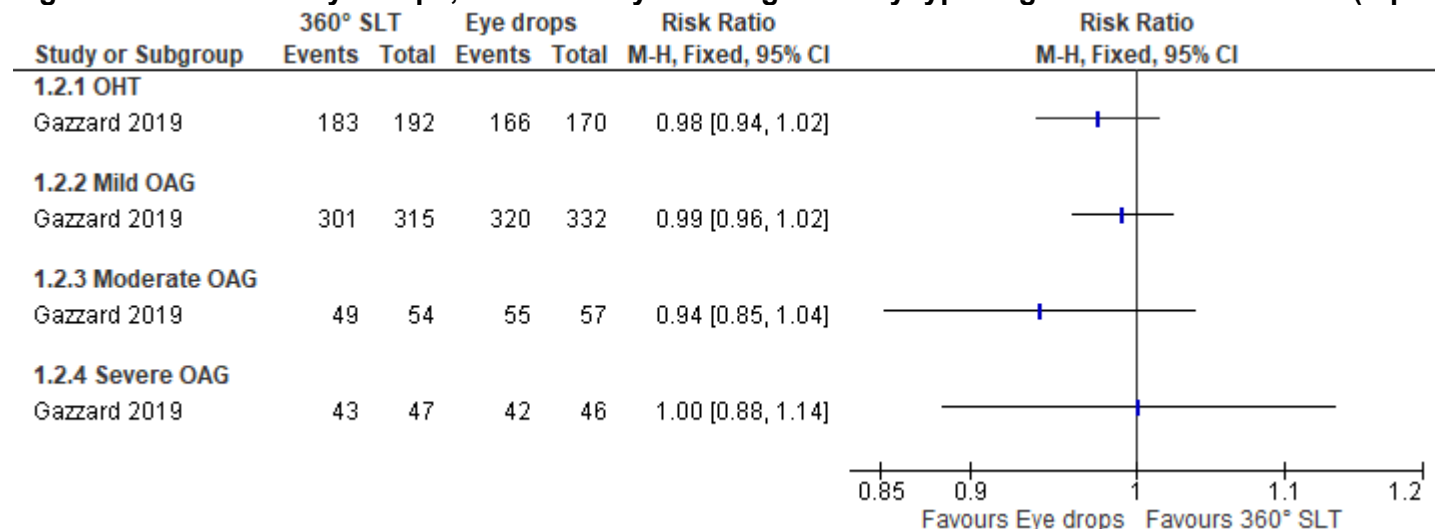 360° SLT Eye drops Risk Ratio Risk Ratio
Study or Subgroup Events Total Events Total M-H, Fixed, 95% CI M-H, Fixed, 95% CI
1.2.1 OHT
Gazzard 2019 183 192 166 170 0.98 [0.94, 1.02]
1.2.2 Mild OAG
Gazzard 2019 301 315 320 332 0.99 [0.96, 1.02]
1.2.3 Moderate OAG
Gazzard 2019 49 54 55 57 0.94 [0.85, 1.04]
1.2.4 Severe OAG
Gazzard 2019 43 47 42 46 1.00 [0.88, 1.14]
0.85 0.9 1 1.1 1.2
Favours Eye drops Favours 360° SLT